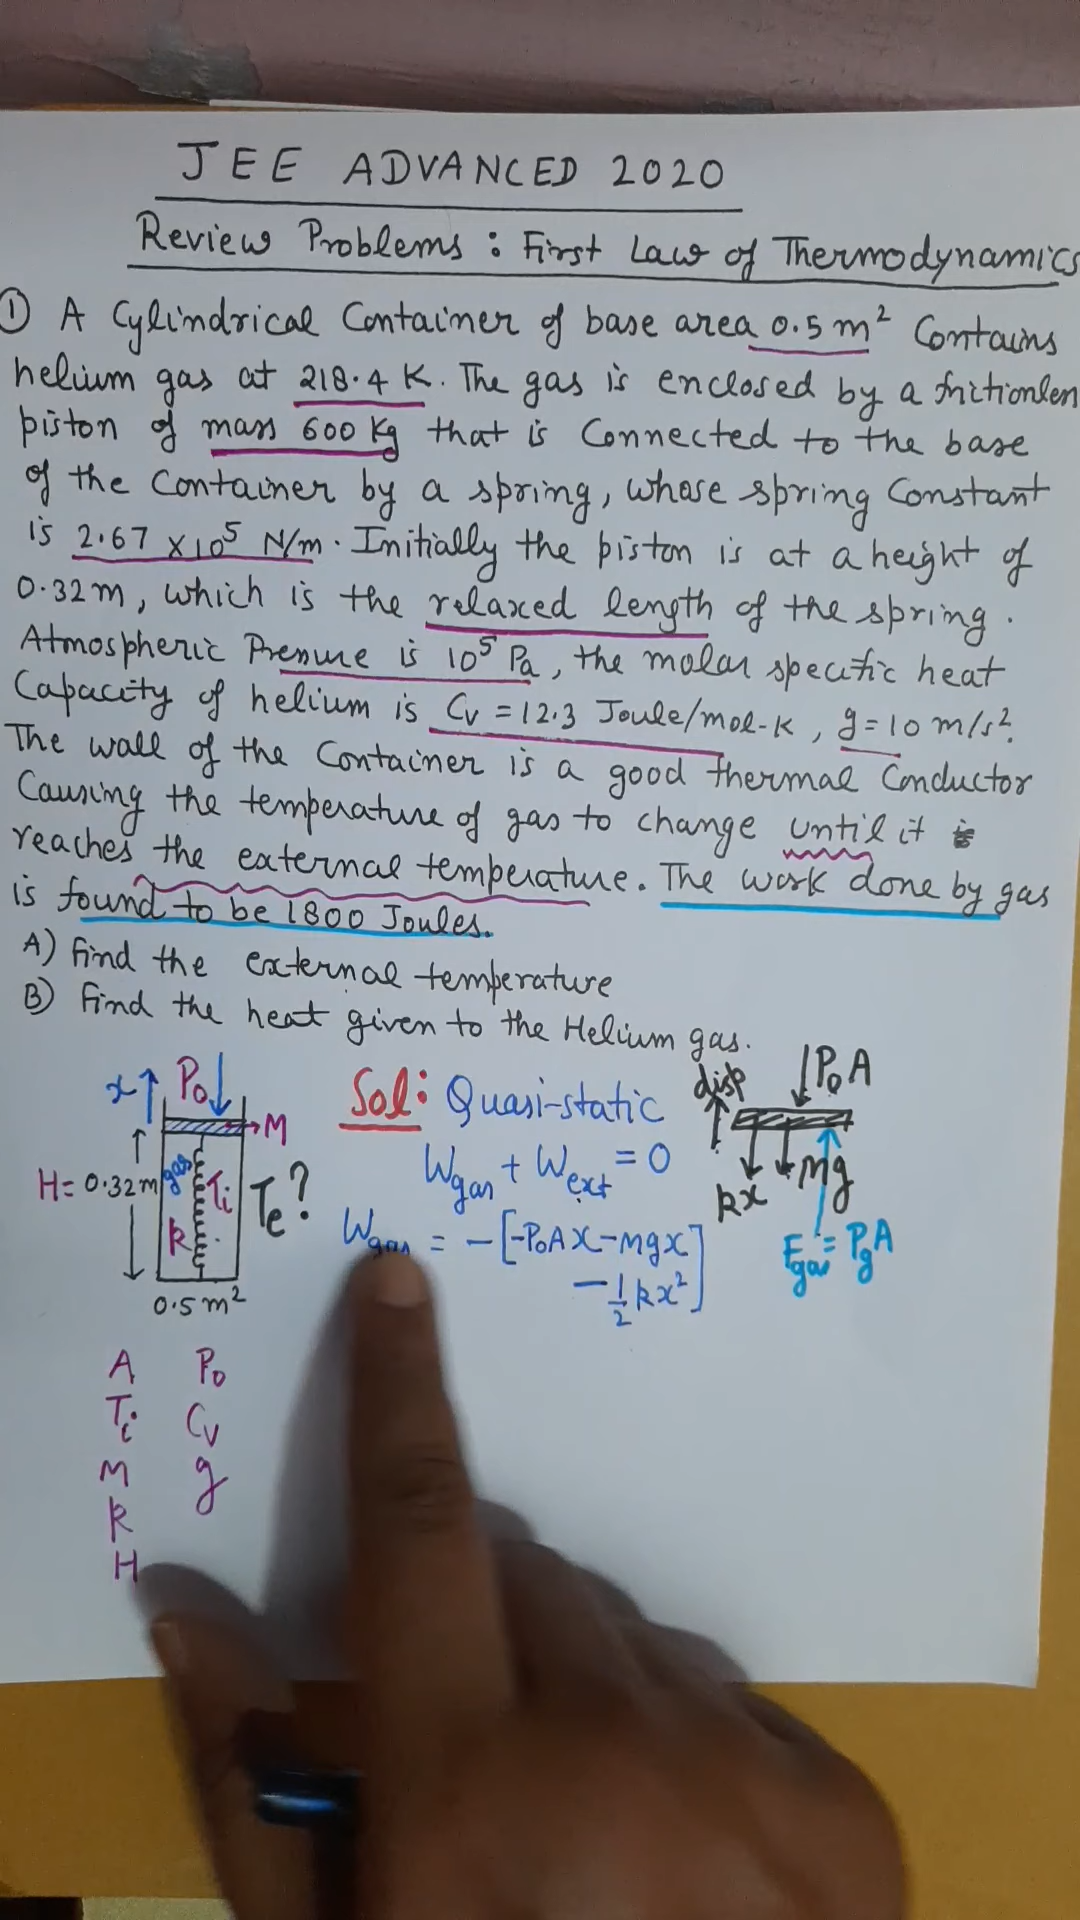 JEE ADVANCED 2020
Review Problems : First Law of Thermodynamics
① A Cylindrical Container of base area 0.5 m² Contains
helium gas at 218.4 K. The gas is enclosed by a frictionless
piston of mass 600 Kg that is Connected to the base
of the Container by a spring, whose spring Constant
is 2.67 ×10⁵ N/m. Initially the piston is at a height of
0.32m, which is the relaxed length of the spring.
Atmospheric Pressure is 10⁵ Pa, the molar specific heat
Capacity of helium is Cv = 12.3 Joule/mol-K, g = 10 m/s².
The wall of the Container is a good thermal Conductor
Causing the temperature of gas to change until it
reaches the external temperature. The work done by gas
is found to be 1800 Joules.
A) Find the external temperature
B) Find the heat given to the Helium gas.
x P₀ M
H = 0.32m gas Ti k Te?
0.5 m²
Sol: Quasi-static
Wgas + Wext = 0
Wgas = -[-P₀Ax - mgx
- ½ kx²]
disp P₀A
kx mg
Fgas = PgA
A P₀
Ti Cv
M g
k
H